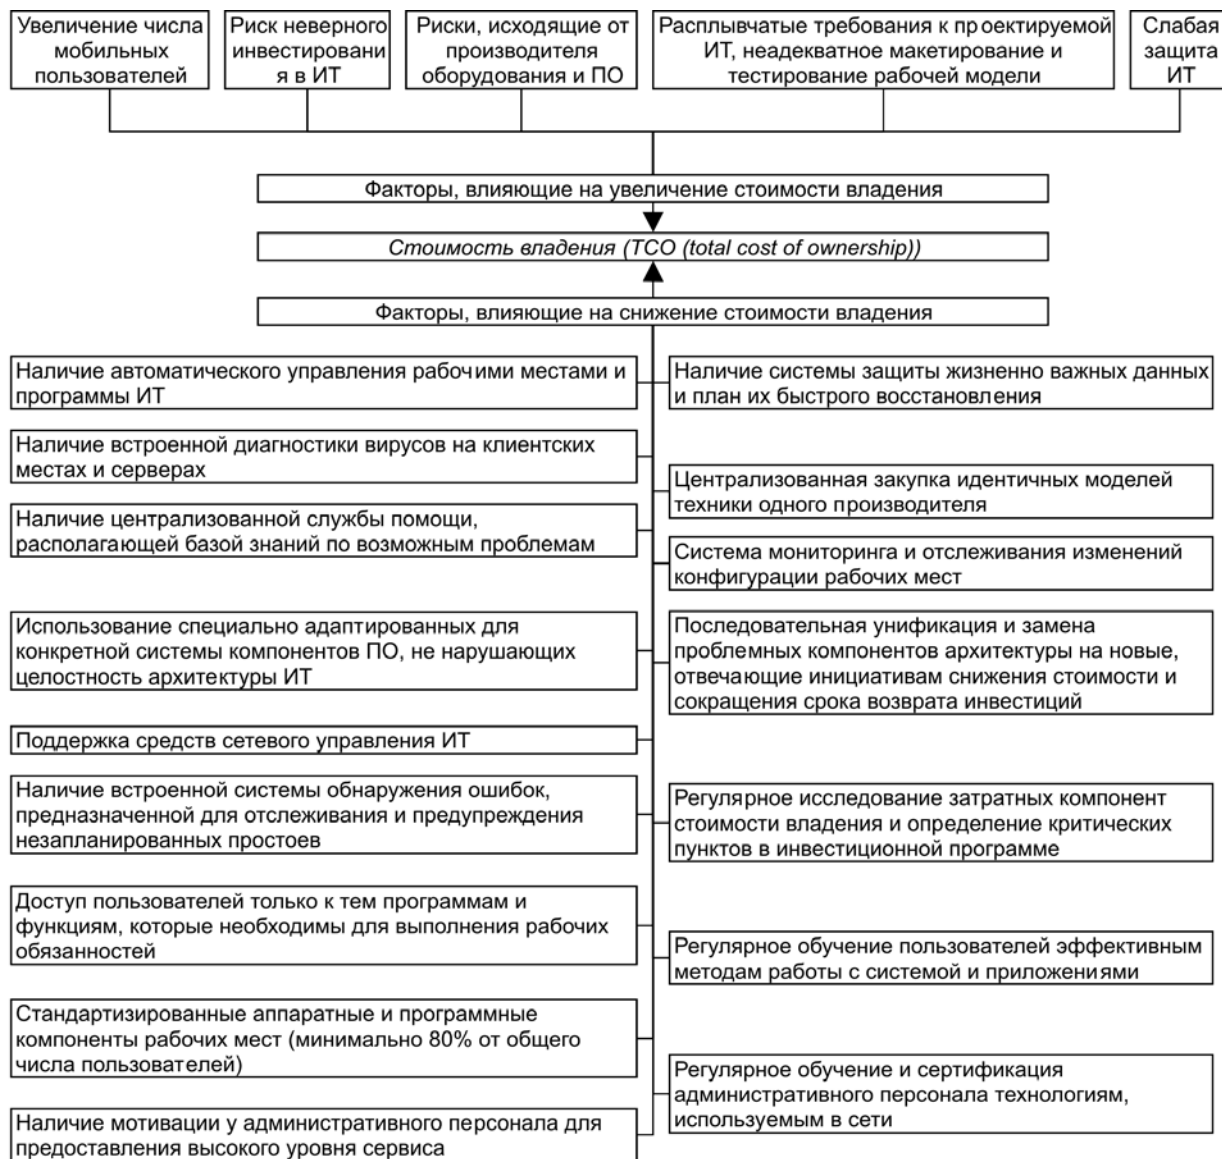 Увеличение числа
мобильных
пользователей
Риск неверного
инвестировани
я в ИТ
Риски, исходящие от
производителя
оборудования и ПО
Расплывчатые требования к проектируемой
ИТ, неадекватное макетирование и
тестирование рабочей модели
Слабая
защита
ИТ
Факторы, влияющие на увеличение стоимости владения
Стоимость владения (TCO (total cost of ownership))
Факторы, влияющие на снижение стоимости владения
Наличие автоматического управления рабочими местами и
программы ИТ
Наличие встроенной диагностики вирусов на клиентских
местах и серверах
Наличие централизованной службы помощи,
располагающей базой знаний по возможным проблемам
Использование специально адаптированных для
конкретной системы компонентов ПО, не нарушающих
целостность архитектуры ИТ
Поддержка средств сетевого управления ИТ
Наличие встроенной системы обнаружения ошибок,
предназначенной для отслеживания и предупреждения
незапланированных простоев
Доступ пользователей только к тем программам и
функциям, которые необходимы для выполнения рабочих
обязанностей
Стандартизированные аппаратные и программные
компоненты рабочих мест (минимально 80% от общего
числа пользователей)
Наличие мотивации у административного персонала для
предоставления высокого уровня сервиса
Наличие системы защиты жизненно важных данных
и план их быстрого восстановления
Централизованная закупка идентичных моделей
техники одного производителя
Система мониторинга и отслеживания изменений
конфигурации рабочих мест
Последовательная унификация и замена
проблемных компонентов архитектуры на новые,
отвечающие инициативам снижения стоимости и
сокращения срока возврата инвестиций
Регулярное исследование затратных компонент
стоимости владения и определение критических
пунктов в инвестиционной программе
Регулярное обучение пользователей эффективным
методам работы с системой и приложениями
Регулярное обучение и сертификация
административного персонала технологиям,
используемым в сети